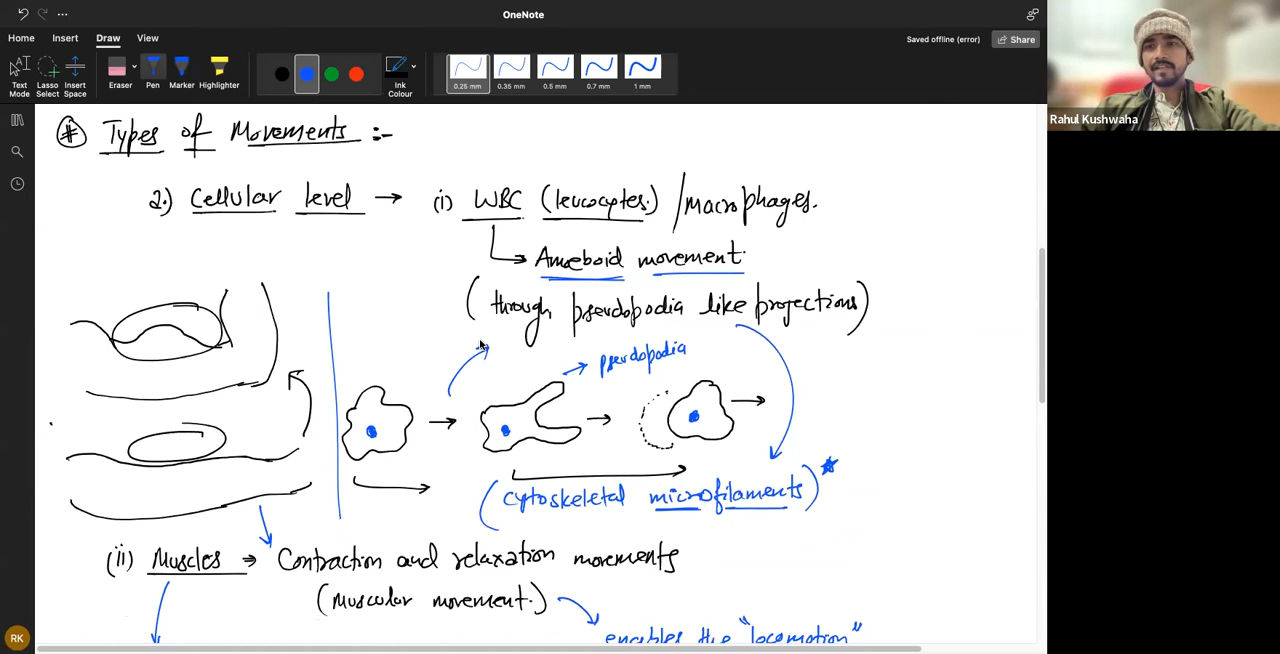 OneNote
Home Insert Draw View
Saved offline (error) Share
Text Mode Lasso Select Insert Space Eraser Pen Marker Highlighter Ink Colour 0.25 mm 0.35 mm 0.5 mm 0.7 mm 1 mm
Rahul Kushwaha
# Types of Movements :-
2.) Cellular level → (i) WBC (leucocytes.) /macrophages.
Amœboid movement.
(through pseudopodia like projections)
→ pseudopodia
(cytoskeletal microfilaments)*
(ii) Muscles ⇒ Contraction and relaxation movements
(muscular movement.)
enables the "locomotion"
RK